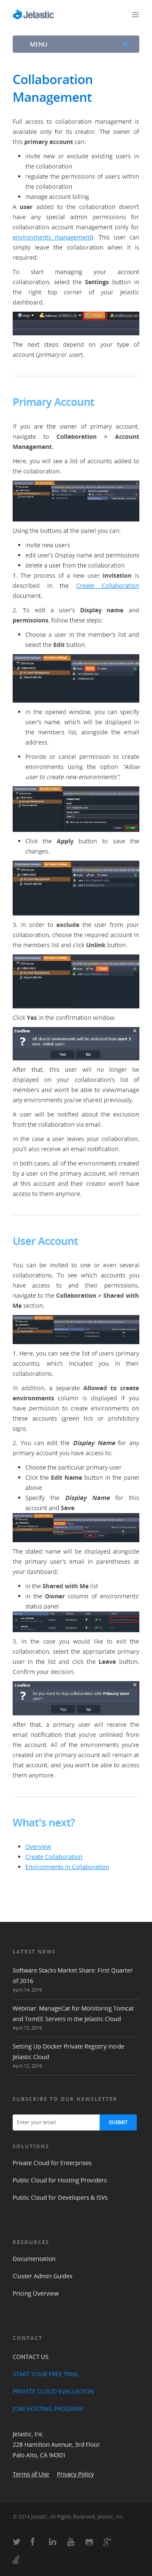 Jelastic
MENU
Collaboration
Management
Full access to collaboration management is
available only for its creator. The owner of
this primary account can:
invite new or exclude existing users in
the collaboration
regulate the permissions of users within
the collaboration
manage account billing
A user added to the collaboration doesn't
have any special admin permissions for
collaboration account management (only for
environments management). This user can
simply leave the collaboration when it is
required.
To start managing your account
collaboration, select the Settings button in
the right top corner of your Jelastic
dashboard.
Help
Settings
The next steps depend on your type of
account (primary or user).
Primary Account
If you are the owner of primary account,
navigate to Collaboration > Account
Management.
Here, you will see a list of accounts added to
the collaboration.
Using the buttons at the panel you can:
invite new users
edit user's Display name and permissions
delete a user from the collaboration
1. The process of a new user invitation is
described in the Create Collaboration
document.
2. To edit a user's Display name and
permissions, follow these steps:
Choose a user in the member's list and
select the Edit button.
In the opened window, you can specify
user's name, which will be displayed in
the members list, alongside the email
address.
Provide or cancel permission to create
environments using the option "Allow
user to create new environments".
Click the Apply button to save the
changes.
3. In order to exclude the user from your
collaboration, choose the required account in
the members list and click Unlink button.
Click Yes in the confirmation window.
Confirm
All shared environments will be unshared from user 1
group. Are you sure?
Yes No
After that, this user will no longer be
displayed on your collaboration's list of
members and won't be able to view/manage
any environments you've shared previously.
A user will be notified about the exclusion
from the collaboration via email.
In the case a user leaves your collaboration,
you'll also receive an email notification.
In both cases, all of the environments created
by a user on the primary account, will remain
at this account and their creator won't have
access to them anymore.
User Account
You can be invited to one or even several
collaborations. To see which accounts you
have access to and their permissions,
navigate to the Collaboration > Shared with
Me section.
1. Here, you can see the list of users (primary
accounts), which included you in their
collaborations.
In addition, a separate Allowed to create
environments column is displayed if you
have permission to create environments on
these accounts (green tick or prohibitory
sign).
2. You can edit the Display Name for any
primary account you have access to:
Choose the particular primary user
Click the Edit Name button in the panel
above
Specify the Display Name for this
account and Save
The stated name will be displayed alongside
the primary user's email in papentheses at
your dashboard:
in the Shared with Me list
in the Owner column of environments'
status panel
3. In the case you would like to exit the
collaboration, select the appropriate primary
user in the list and click the Leave button.
Confirm your decision.
Confirm
Do you want to stop collaboration with Primary user
group?
Yes No
After that, a primary user will receive the
email notification that you've unlinked from
the account. All of the environments you've
created on the primary account will remain at
that account, and you won't be able to access
them anymore.
What's next?
Overview
Create Collaboration
Environments in Collaboration
LATEST NEWS
Software Stacks Market Share: First Quarter
of 2016
April 14, 2016
Webinar: ManageCat for Monitoring Tomcat
and TomEE Servers in the Jelastic Cloud
April 12, 2016
Setting Up Docker Private Registry inside
Jelastic Cloud
April 12, 2016
SUBSCRIBE TO OUR NEWSLETTER
Enter your email SUBMIT
SOLUTIONS
Private Cloud for Enterprises
Public Cloud for Hosting Providers
Public Cloud for Developers & ISVs
RESOURCES
Documentation
Cluster Admin Guides
Pricing Overview
CONTACT
CONTACT US
START YOUR FREE TRIAL
PRIVATE CLOUD EVALUATION
JOIN HOSTING PROGRAM
Jelastic, Inc.
228 Hamilton Avenue, 3rd Floor
Palo Alto, CA 94301
Terms of Use Privacy Policy
© 2014 Jelastic. All Rights Reserved, Jelastic, Inc.